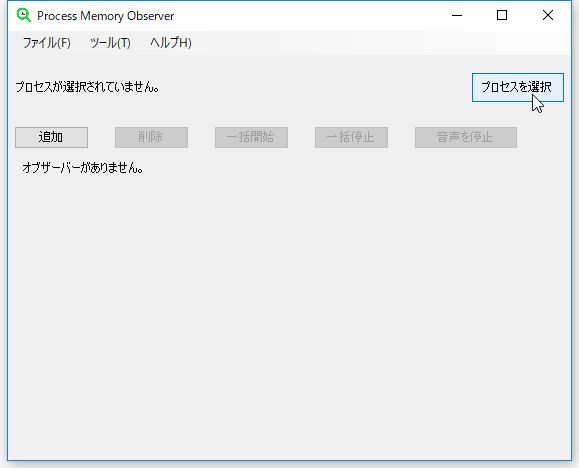 Process Memory Observer
ファイル(F) ツール(T) ヘルプH)
プロセスが選択されていません。 プロセスを選択
追加 削除 一括開始 一括停止 音声を停止
オブザーバーがありません。